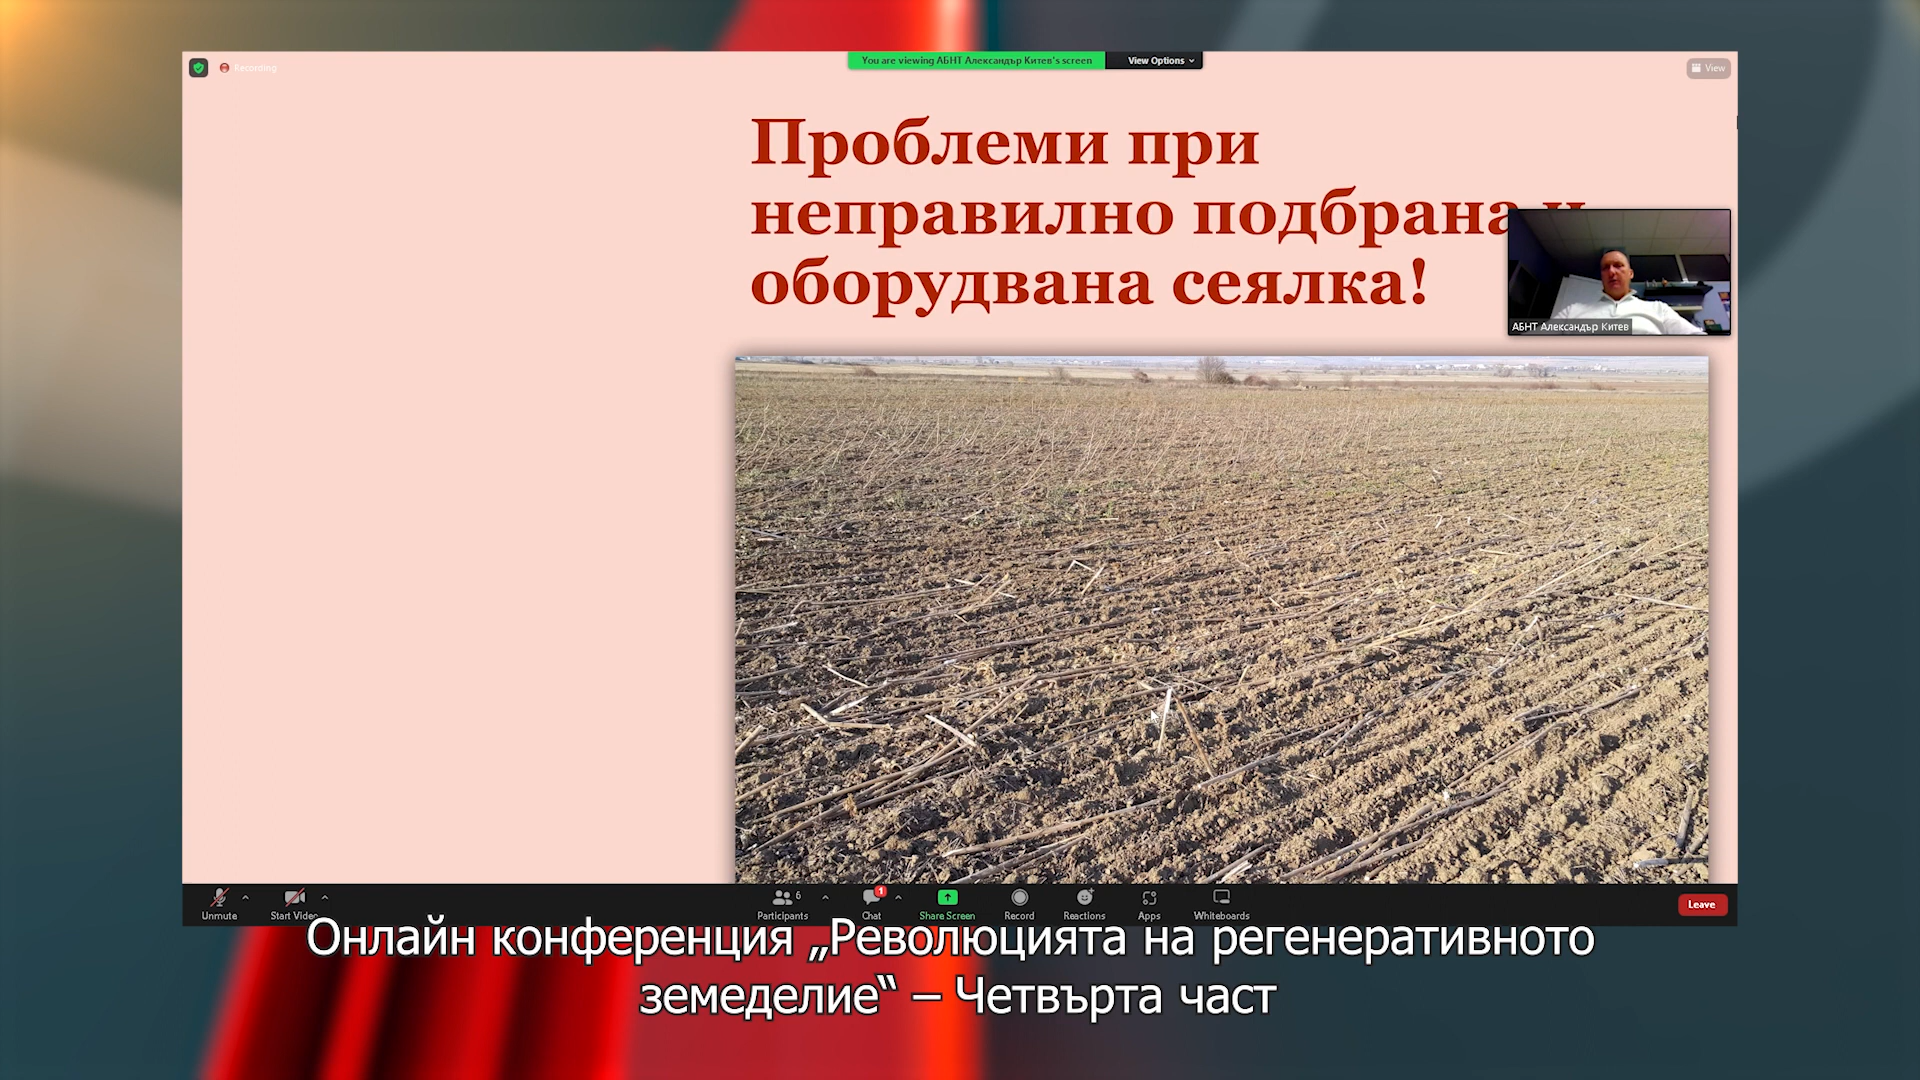 Recording
You are viewing АБНТ Александър Китев's screen
View Options
View
Проблеми при
неправилно подбрана и
оборудвана сеялка!
АБНТ Александър Китев
Unmute
Start Video
6
Participants
1
Chat
Share Screen
Record
Reactions
Apps
Whiteboards
Leave
Онлайн конференция „Революцията на регенеративното
земеделие“ – Четвърта част